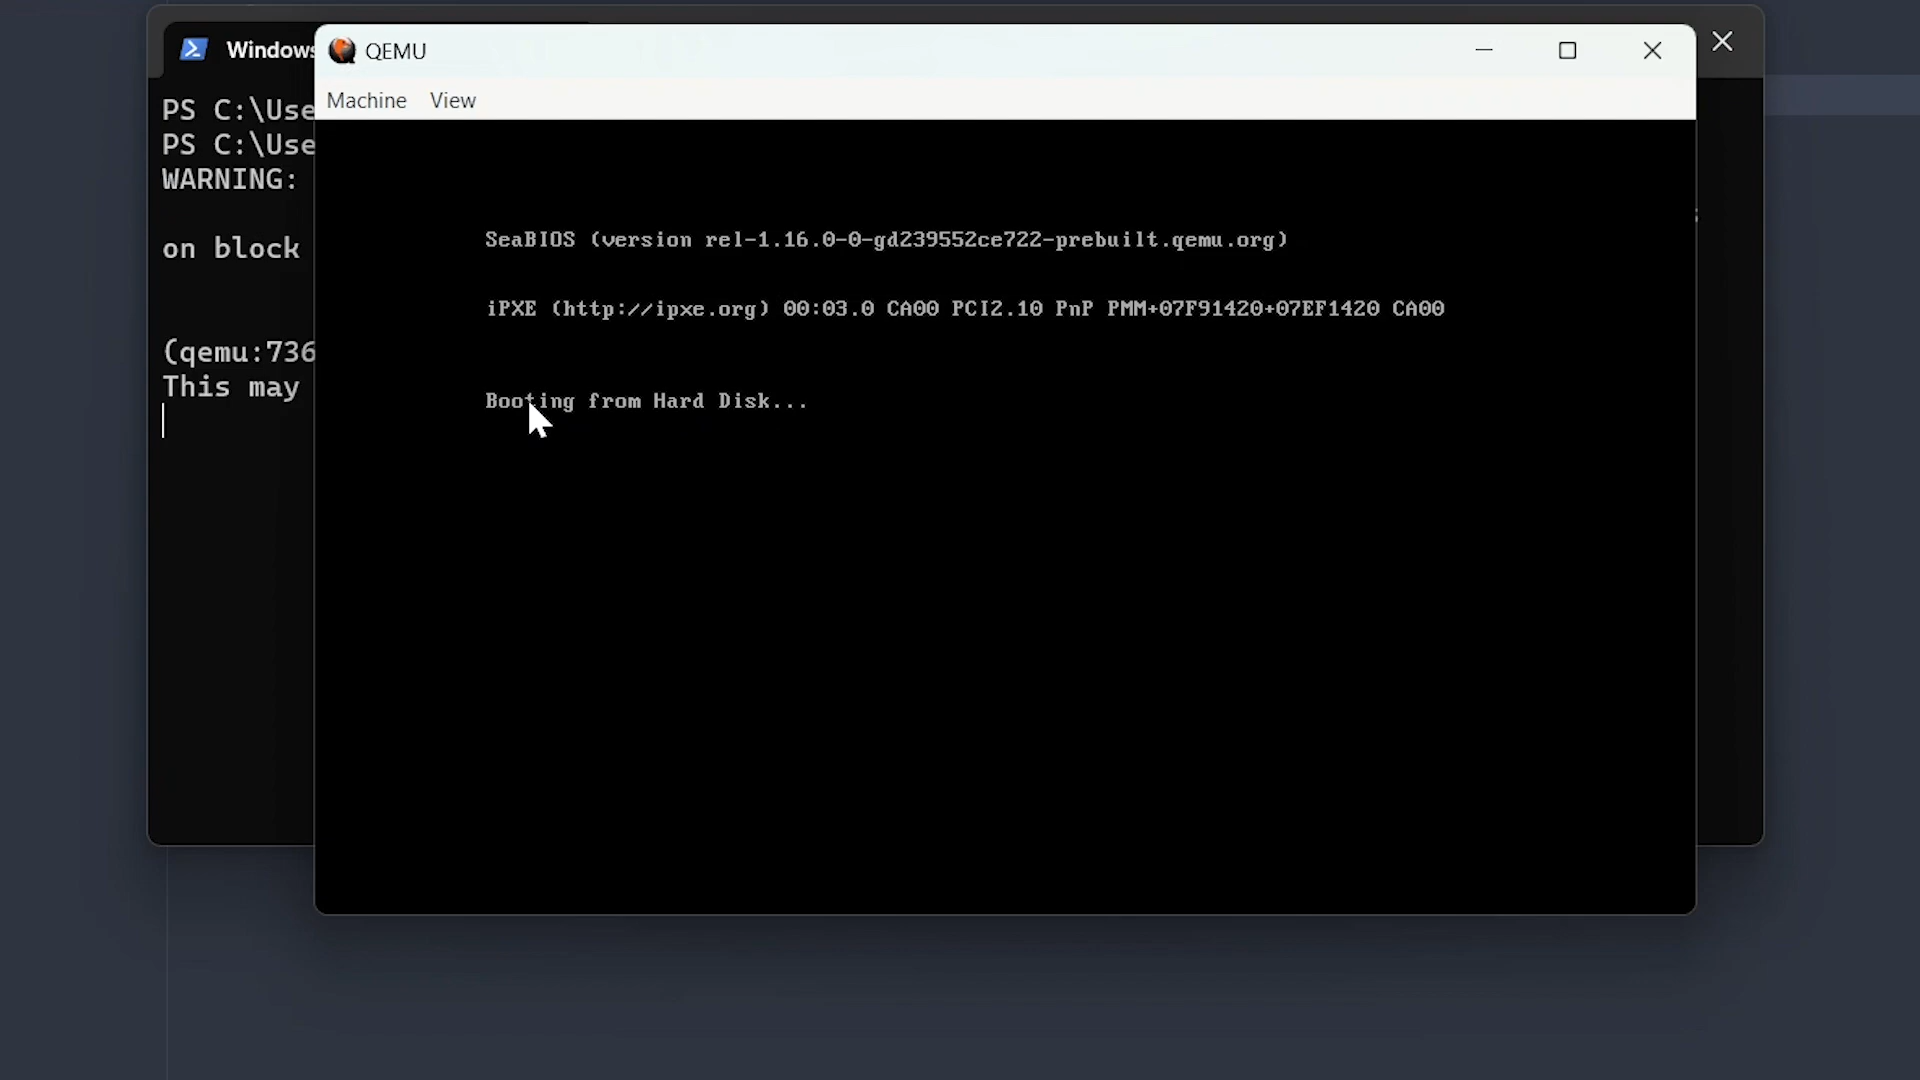 Windows
QEMU
Machine View
PS C:\Use
PS C:\Use
WARNING:
on block
(qemu:736
This may
SeaBIOS (version rel-1.16.0-0-gd239552ce722-prebuilt.qemu.org)
iPXE (http://ipxe.org) 00:03.0 CA00 PCI2.10 PnP PMM+07F91420+07EF1420 CA00
Booting from Hard Disk...